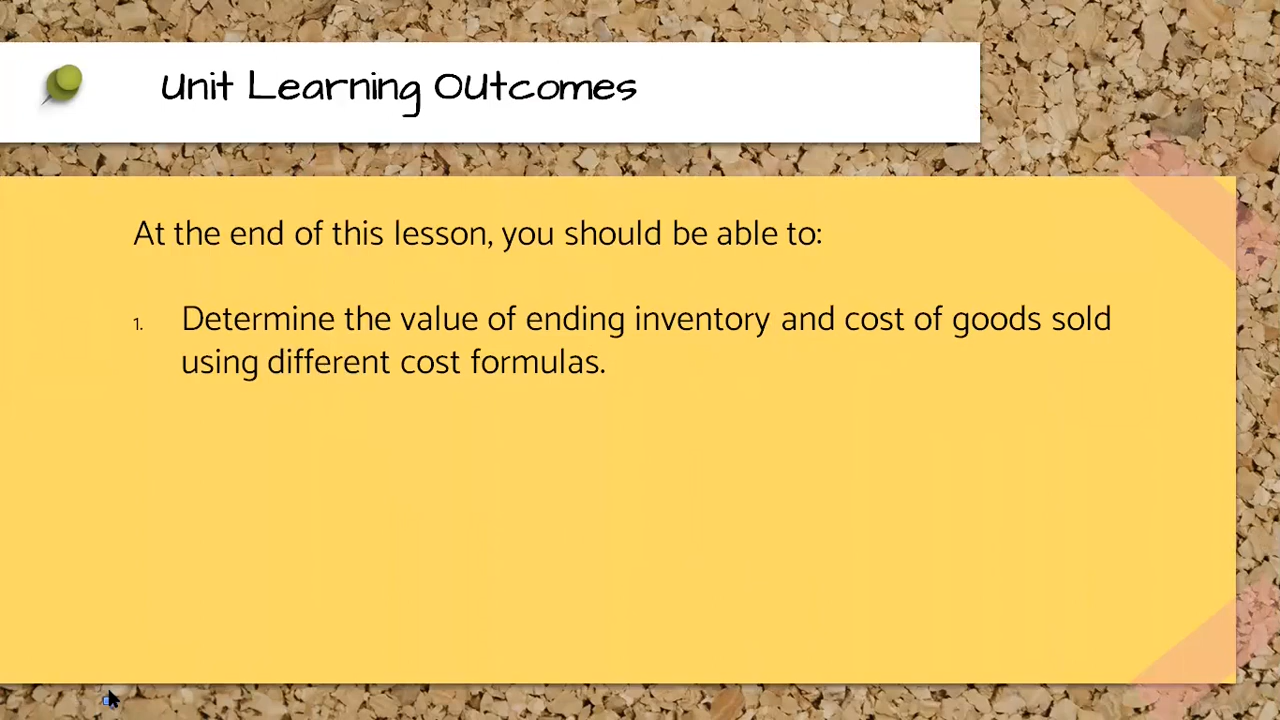 Unit Learning OUtcomes
At the end of this lesson, you should be able to:
1. Determine the value of ending inventory and cost of goods sold
using different cost formulas.